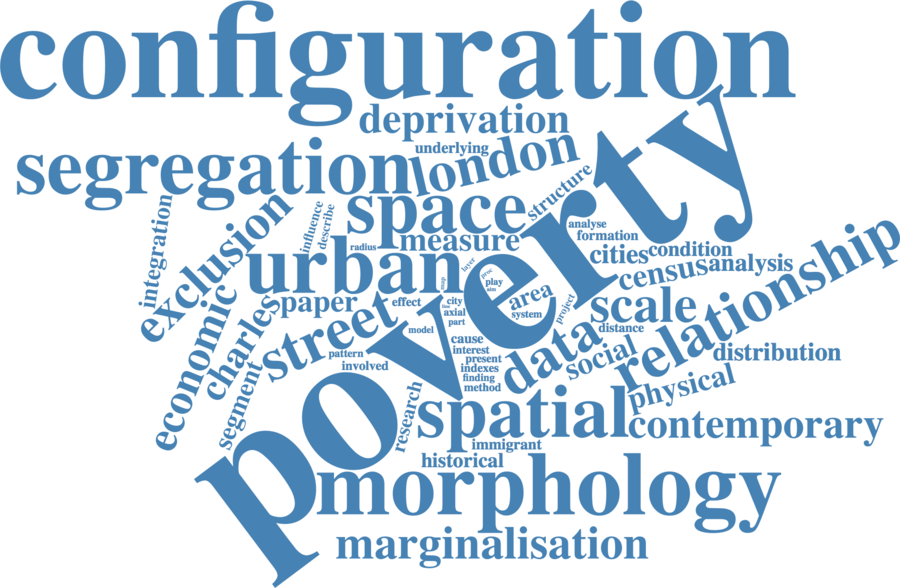 configuration
deprivation
underlying
segregation
london
structure
space
influence
describe
integration
exclusion
analyse
formation
radius
measure
cities
condition
urban
layer
census
analysis
relationship
poverty
play
aim
area
system
paper
effect
city
axial
part
project
scale
distance
economic
charles
street
model
cause
interest
present
indexes
finding
method
data
social
distribution
pattern
involved
segment
research
physical
spatial
contemporary
immigrant
historical
morphology
marginalisation